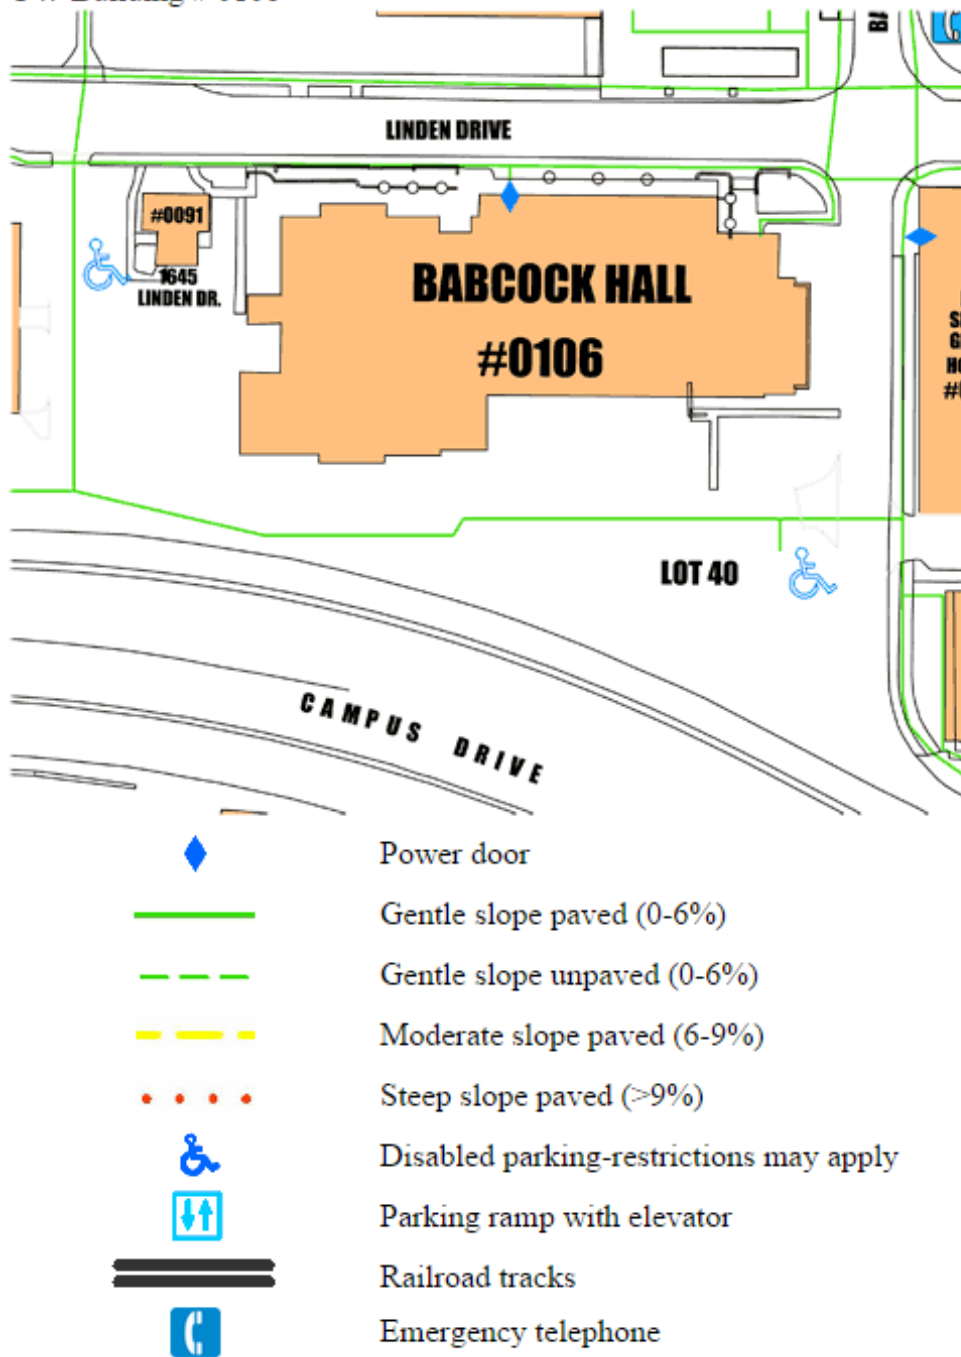 BA
LINDEN DRIVE
#0091
1645
LINDEN DR.
BABCOCK HALL
#0106
LOT 40
CAMPUS DRIVE
Power door
Gentle slope paved (0-6%)
Gentle slope unpaved (0-6%)
Moderate slope paved (6-9%)
Steep slope paved (>9%)
Disabled parking-restrictions may apply
Parking ramp with elevator
Railroad tracks
Emergency telephone